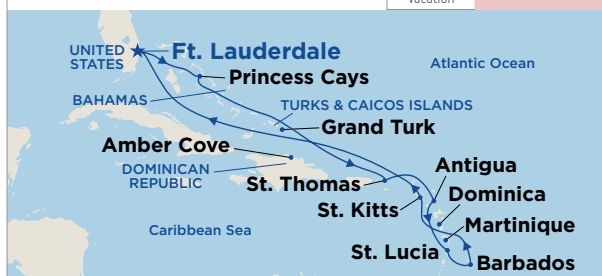 Vacation
UNITED
STATES
Ft. Lauderdale
Princess Cays
Atlantic Ocean
BAHAMAS
TURKS & CAICOS ISLANDS
Grand Turk
Amber Cove
DOMINICAN
REPUBLIC
Antigua
St. Thomas
Dominica
St. Kitts
Martinique
Caribbean Sea
St. Lucia
Barbados